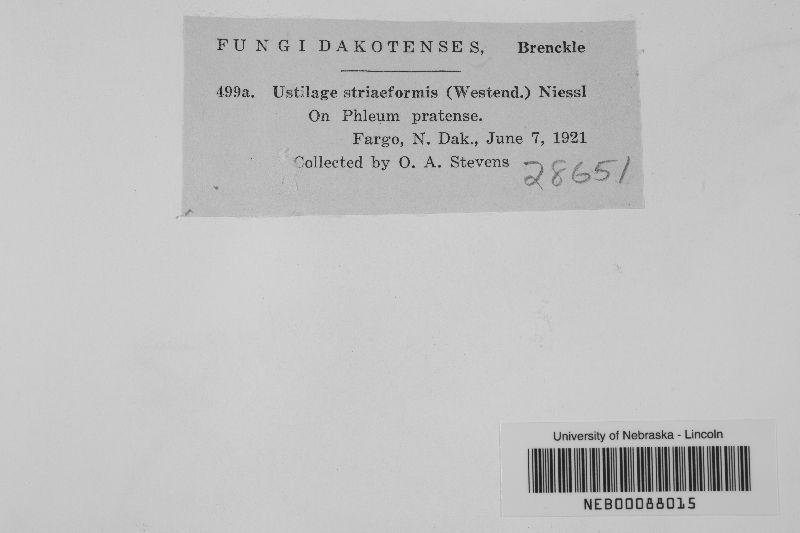 FUNGI DAKOTENSES, Brenckle
499a. Ustilage striaeformis (Westend.) Niessl
On Phleum pratense.
Fargo, N. Dak., June 7, 1921
Collected by O. A. Stevens
28651
University of Nebraska - Lincoln
NEB00088015